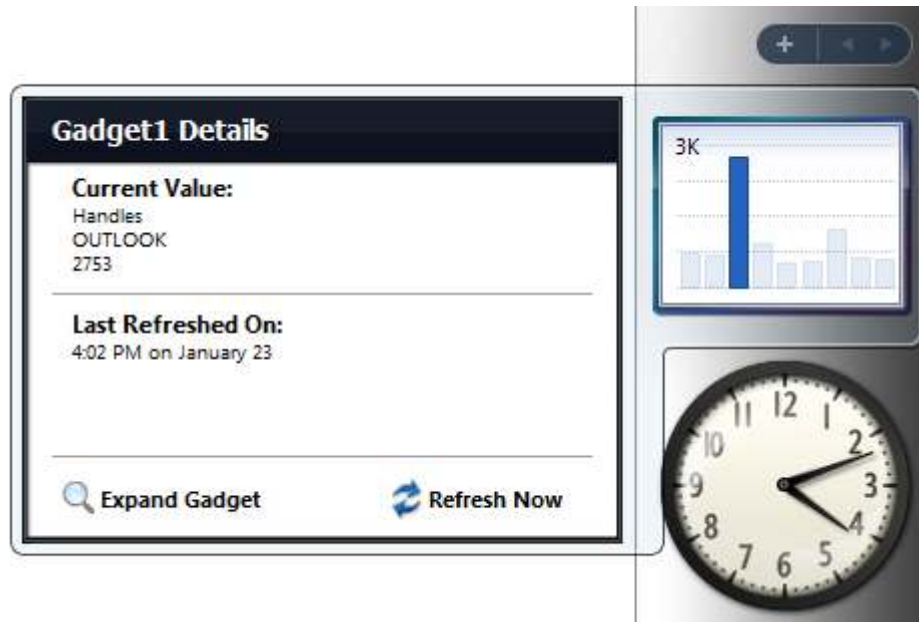 Gadget1 Details
Current Value:
Handles
OUTLOOK
2753
Last Refreshed On:
4:02 PM on January 23
Expand Gadget
Refresh Now
3K
12
1
2
3
4
5
6
7
8
9
10
11